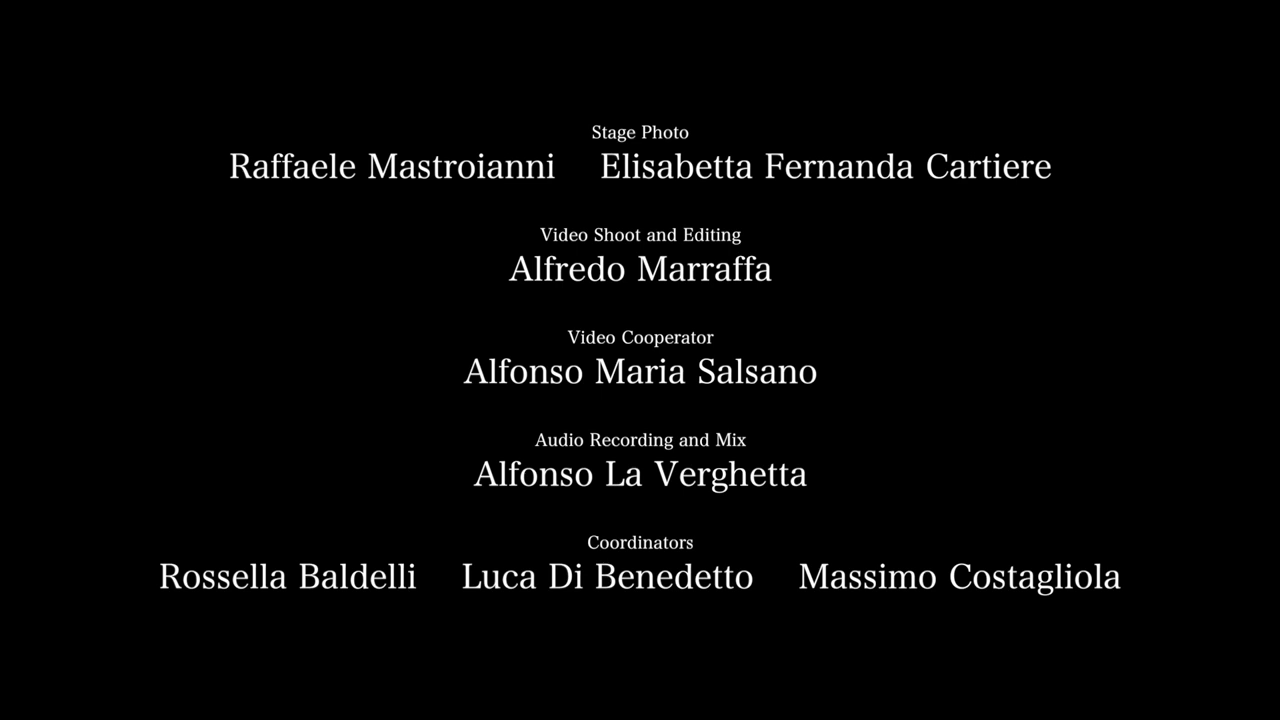 Stage Photo
Raffaele Mastroianni Elisabetta Fernanda Cartiere
Video Shoot and Editing
Alfredo Marraffa
Video Cooperator
Alfonso Maria Salsano
Audio Recording and Mix
Alfonso La Verghetta
Coordinators
Rossella Baldelli Luca Di Benedetto Massimo Costagliola